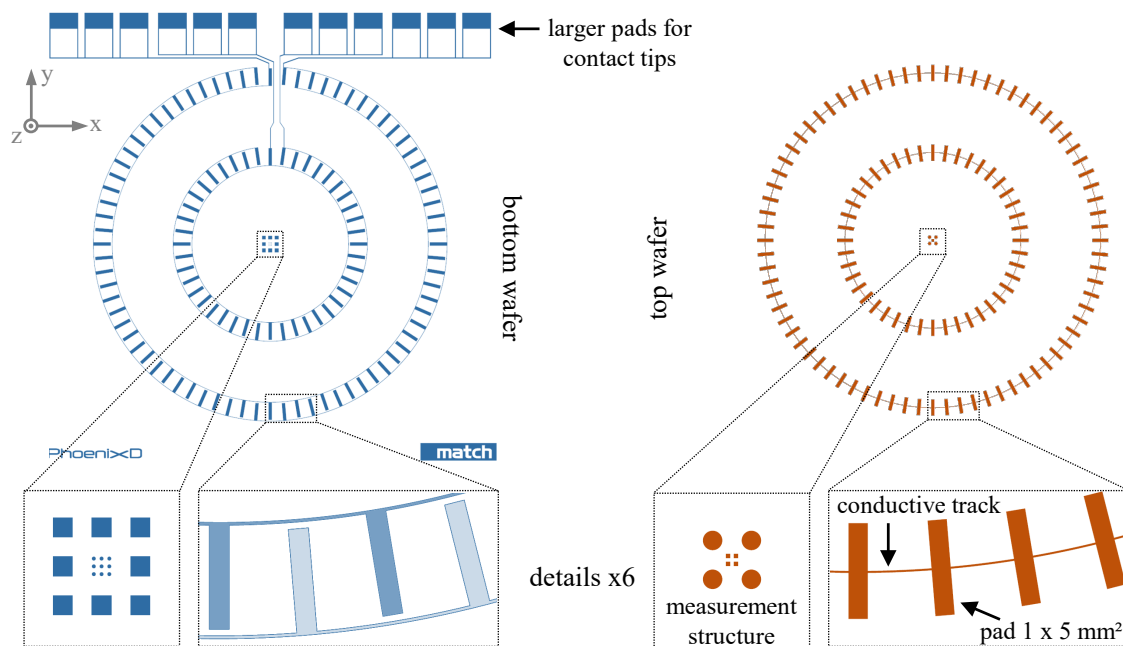 larger pads for
contact tips
y
x
z
bottom wafer
top wafer
PhoenixD
match
conductive track
details x6
measurement
structure
pad 1 x 5 mm²